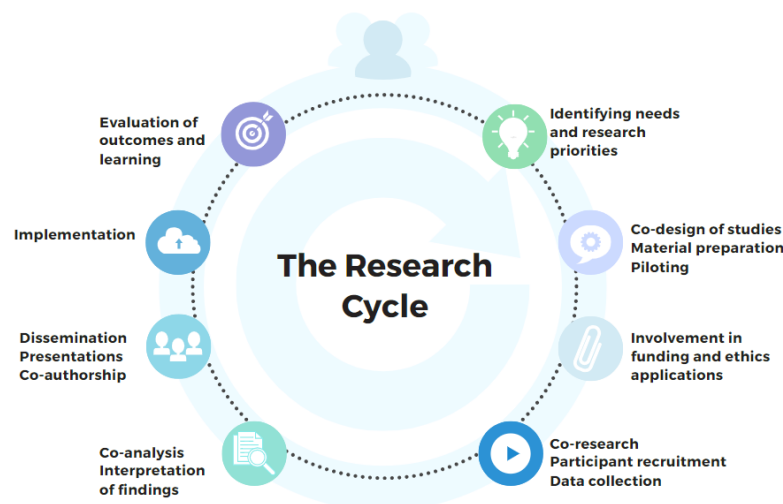 Identifying needs
and research
priorities
Co-design of studies
Material preparation
Piloting
Involvement in
funding and ethics
applications
Co-research
Participant recruitment
Data collection
Co-analysis
Interpretation
of findings
Dissemination
Presentations
Co-authorship
Implementation
Evaluation of
outcomes and
learning
The Research
Cycle